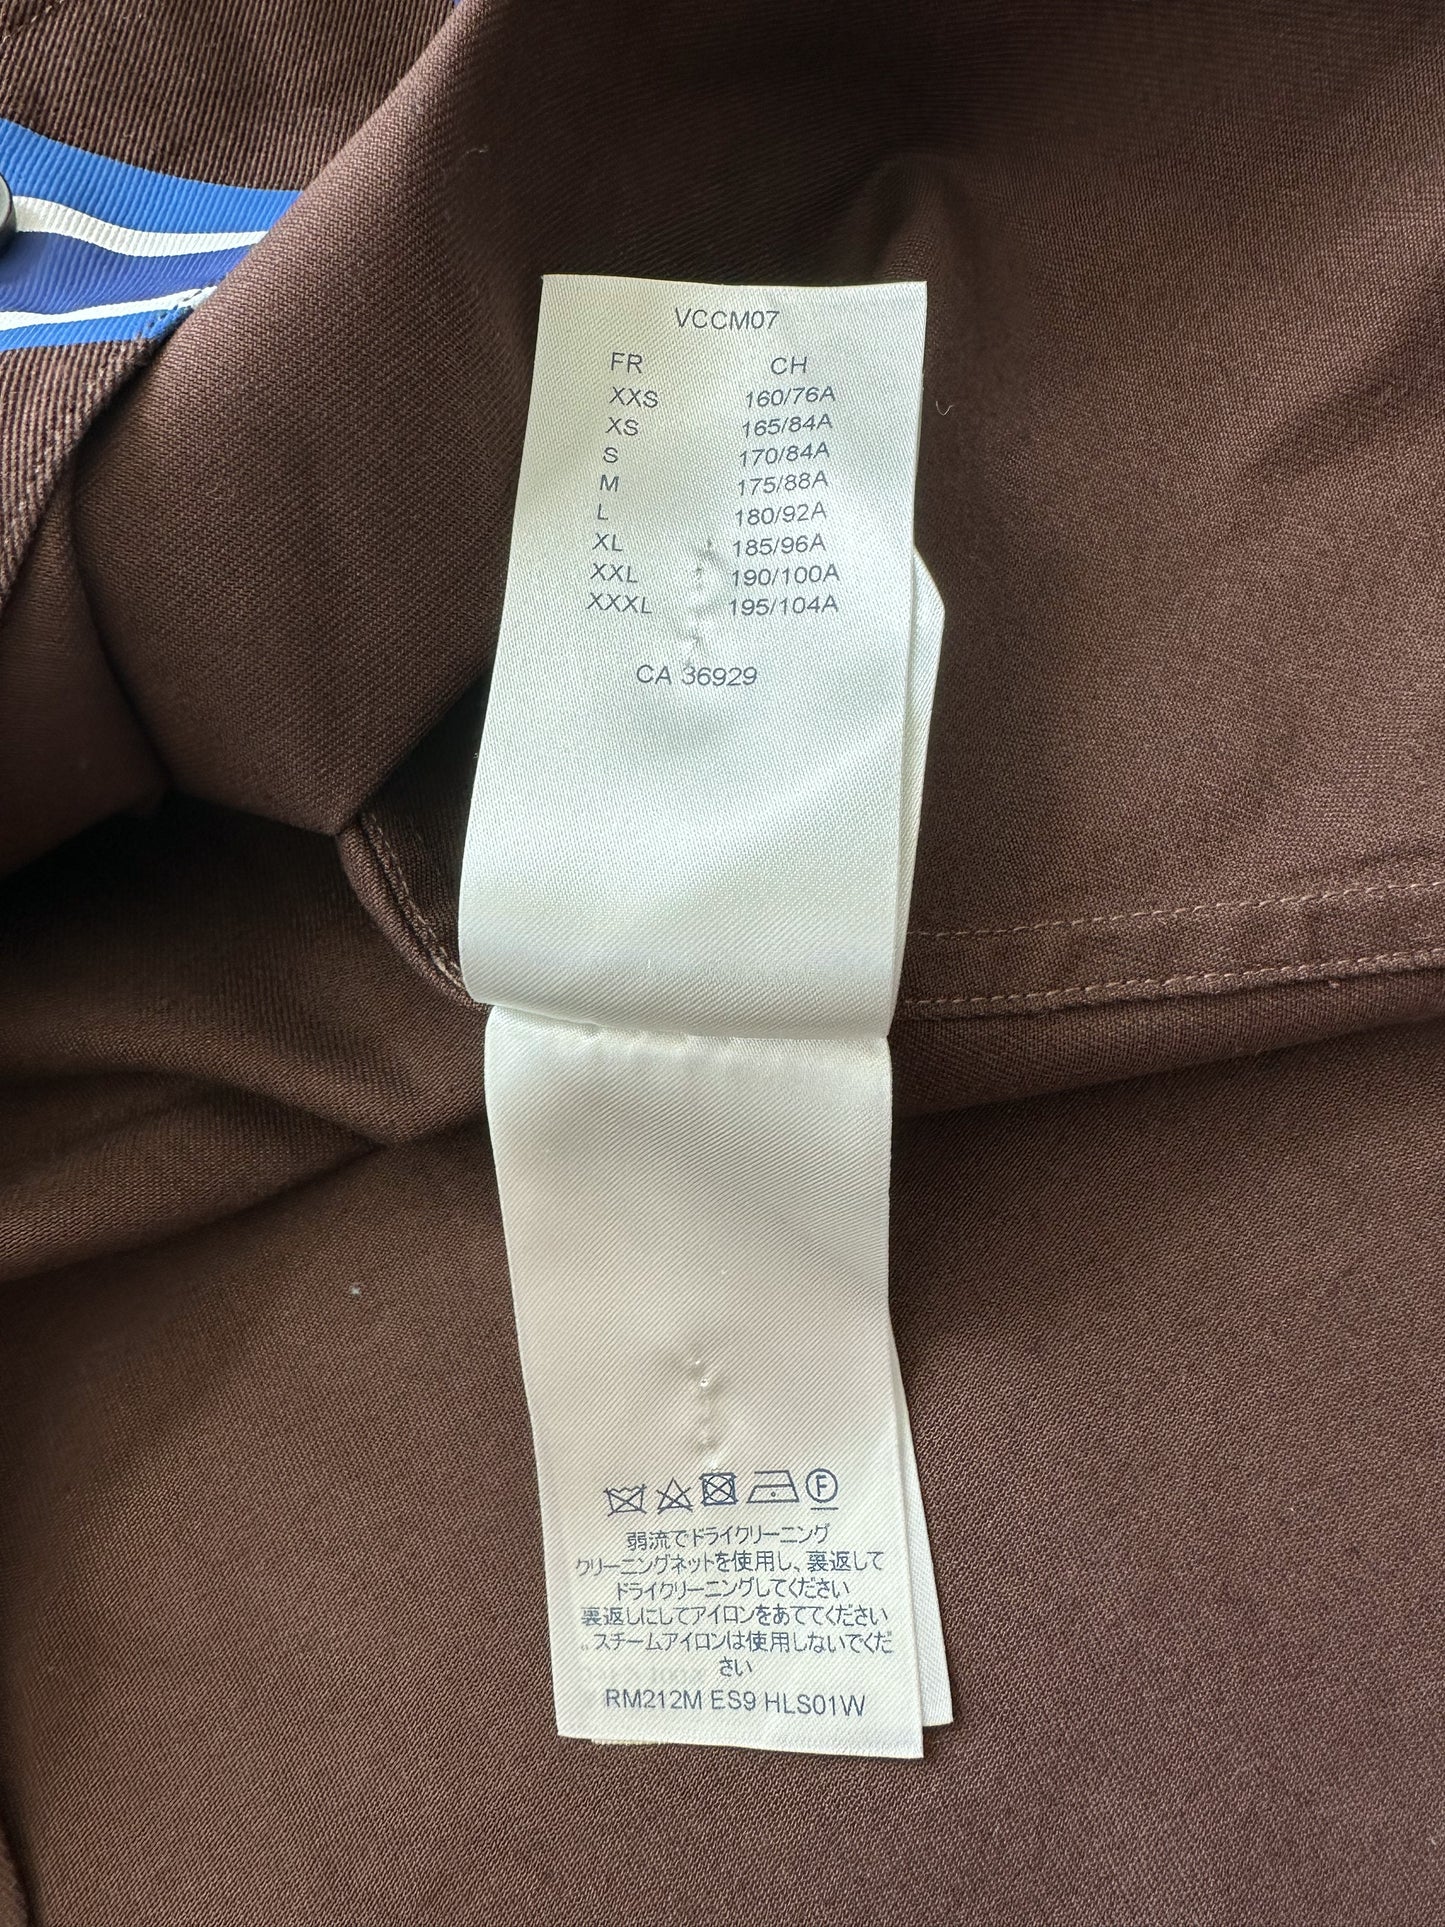 VCCM07
FR CH
XXS 160/76A
XS 165/84A
S 170/84A
M 175/88A
L 180/92A
XL 185/96A
XXL 190/100A
XXXL 195/104A
CA 36929
F
弱流でドライクリーニング
クリーニングネットを使用し、裏返して
ドライクリーニングしてください
裏返しにしてアイロンをあててください
。スチームアイロンは使用しないでくだ
さい
RM212M ES9 HLS01W